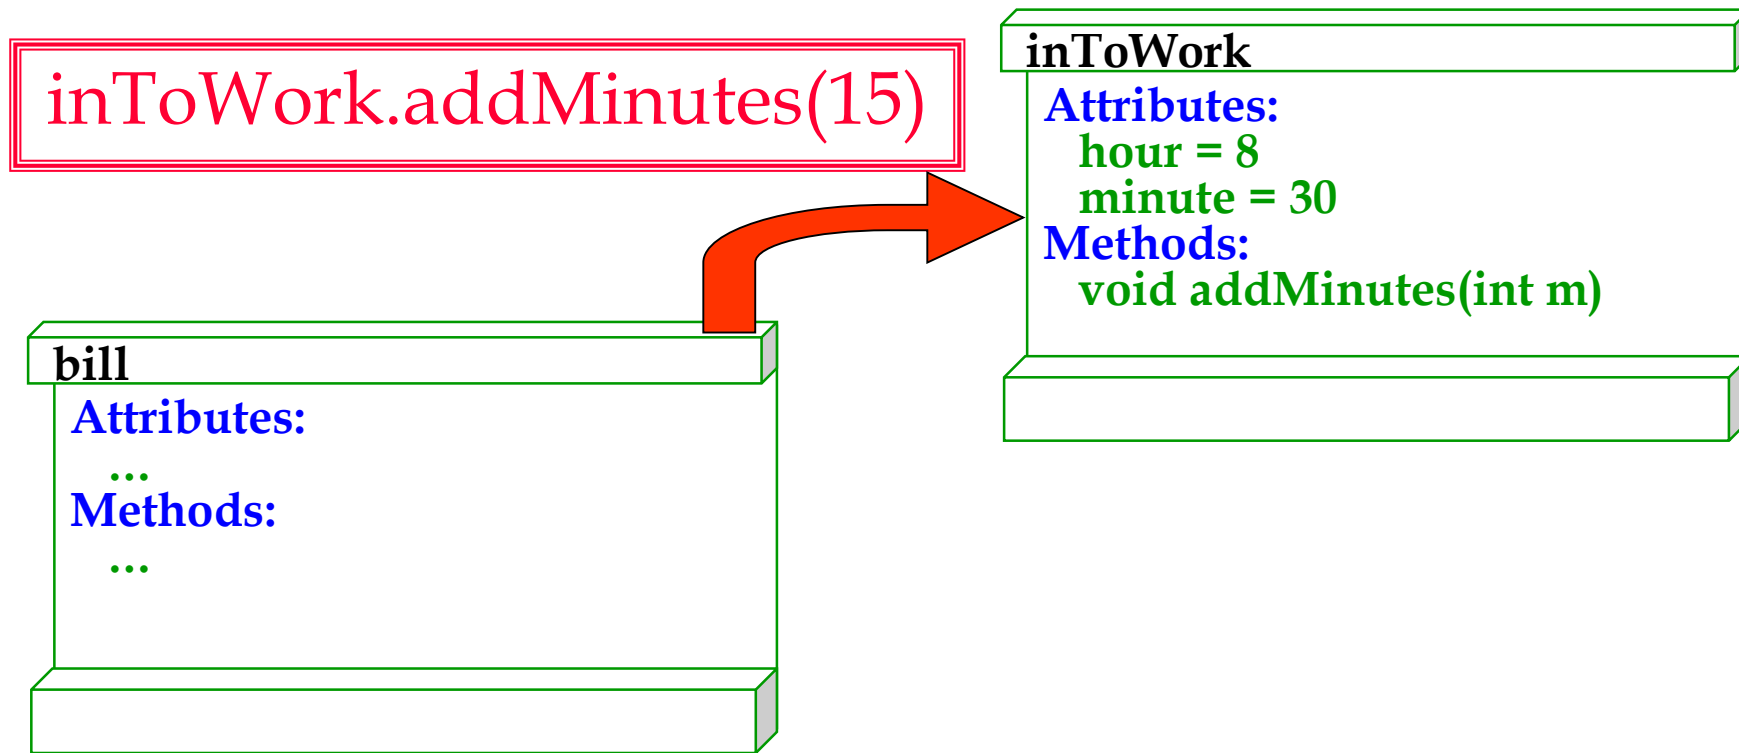 inToWork.addMinutes(15)
inToWork
Attributes:
hour = 8
minute = 30
Methods:
void addMinutes(int m)
bill
Attributes:
...
Methods:
...